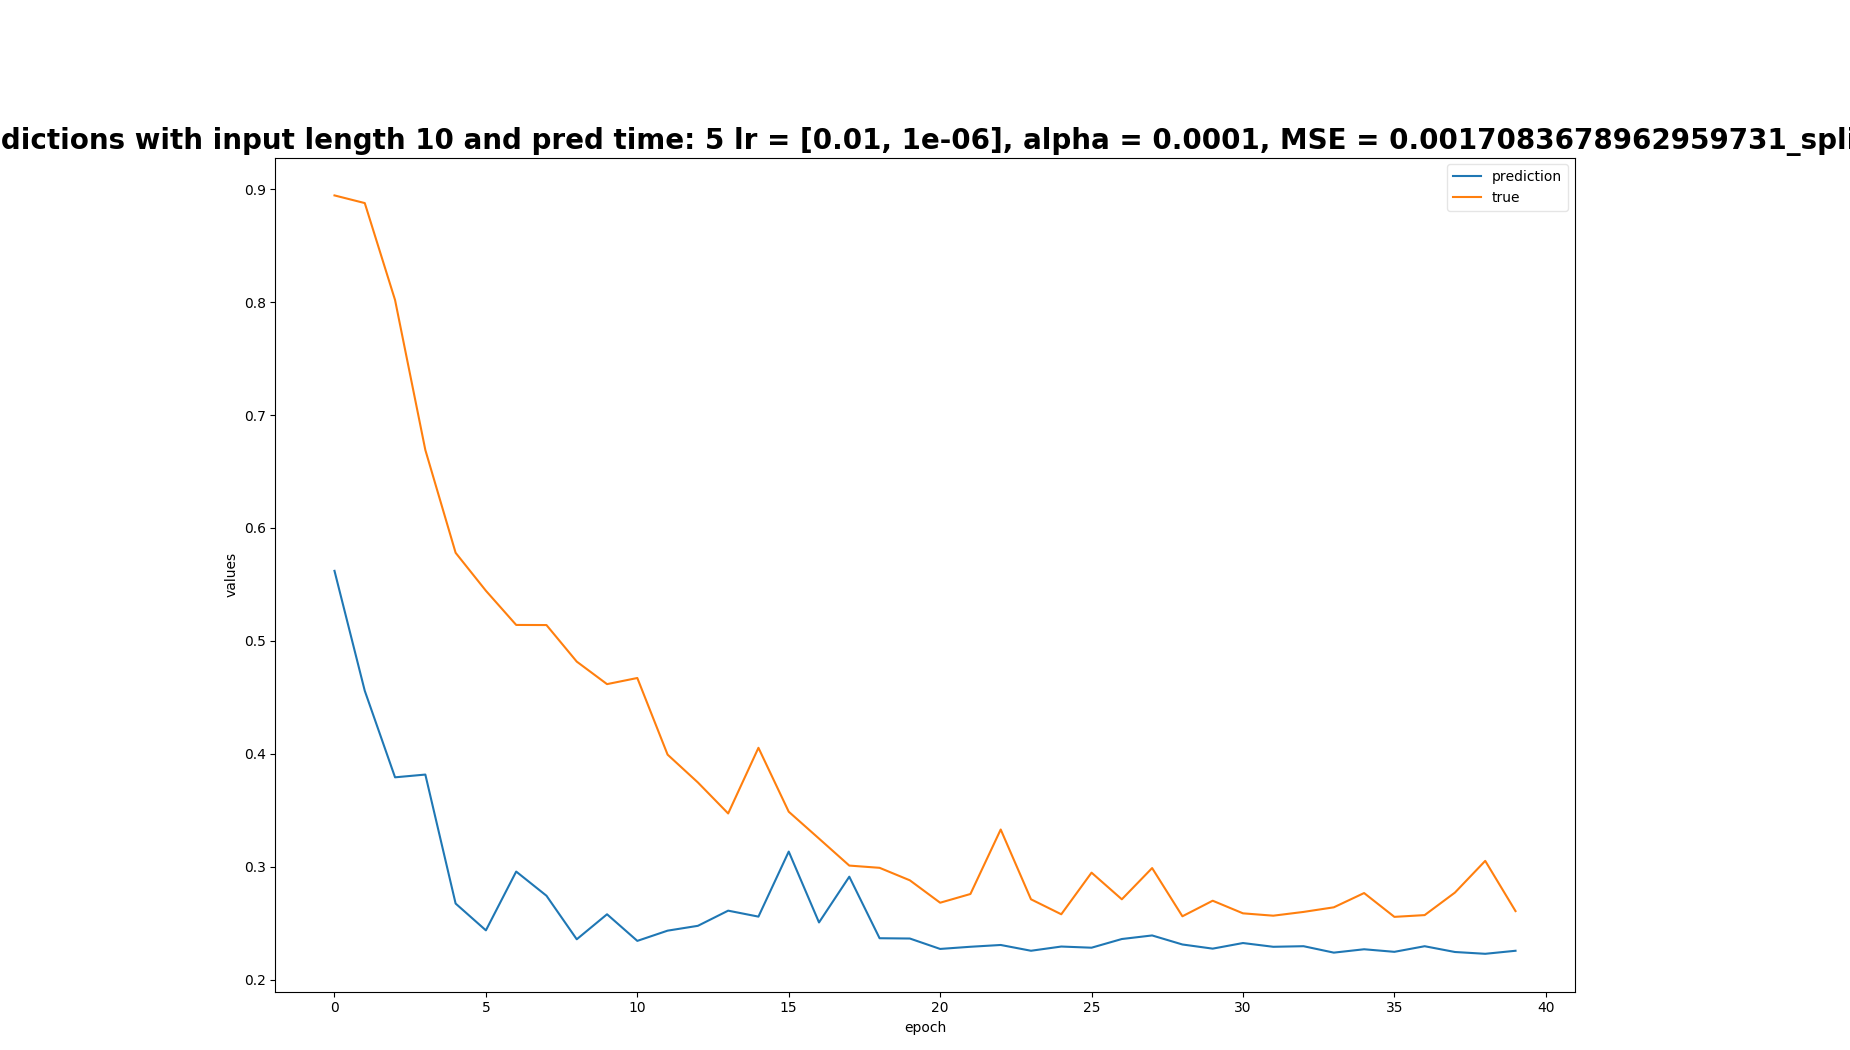 dictions with input length 10 and pred time: 5 lr = [0.01, 1e-06], alpha = 0.0001, MSE = 0.0017083678962959731_spli
prediction
true
0.9
0.8
0.7
0.6
0.5
0.4
0.3
0.2
values
0 5 10 15 20 25 30 35 40
epoch